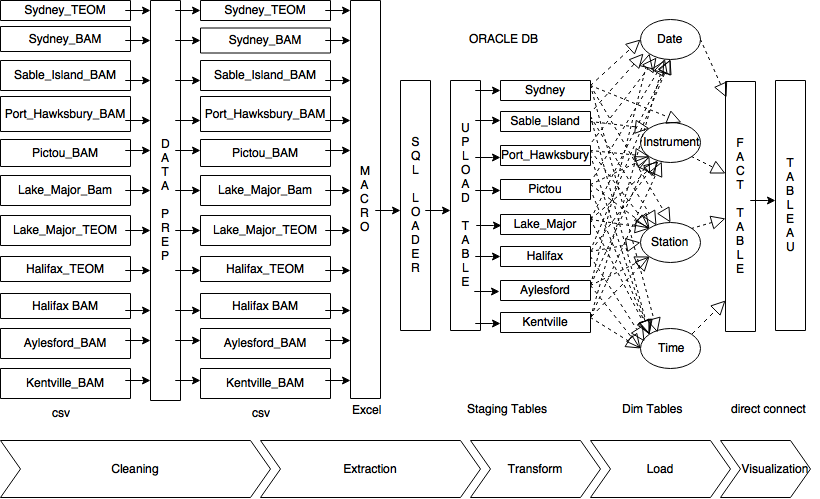 Sydney_TEOM
Sydney_BAM
Sable_Island_BAM
Port_Hawksbury_BAM
Pictou_BAM
Lake_Major_Bam
Lake_Major_TEOM
Halifax_TEOM
Halifax BAM
Aylesford_BAM
Kentville_BAM
csv
DATA PREP
Sydney_TEOM
Sydney_BAM
Sable_Island_BAM
Port_Hawksbury_BAM
Pictou_BAM
Lake_Major_Bam
Lake_Major_TEOM
Halifax_TEOM
Halifax BAM
Aylesford_BAM
Kentville_BAM
csv
MACRO
Excel
ORACLE DB
SQL LOADER
UPLOAD TABLE
Sydney
Sable_Island
Port_Hawksbury
Pictou
Lake_Major
Halifax
Aylesford
Kentville
Staging Tables
Date
Instrument
Station
Time
Dim Tables
FACT TABLE
TABLEAU
direct connect
Cleaning
Extraction
Transform
Load
Visualization